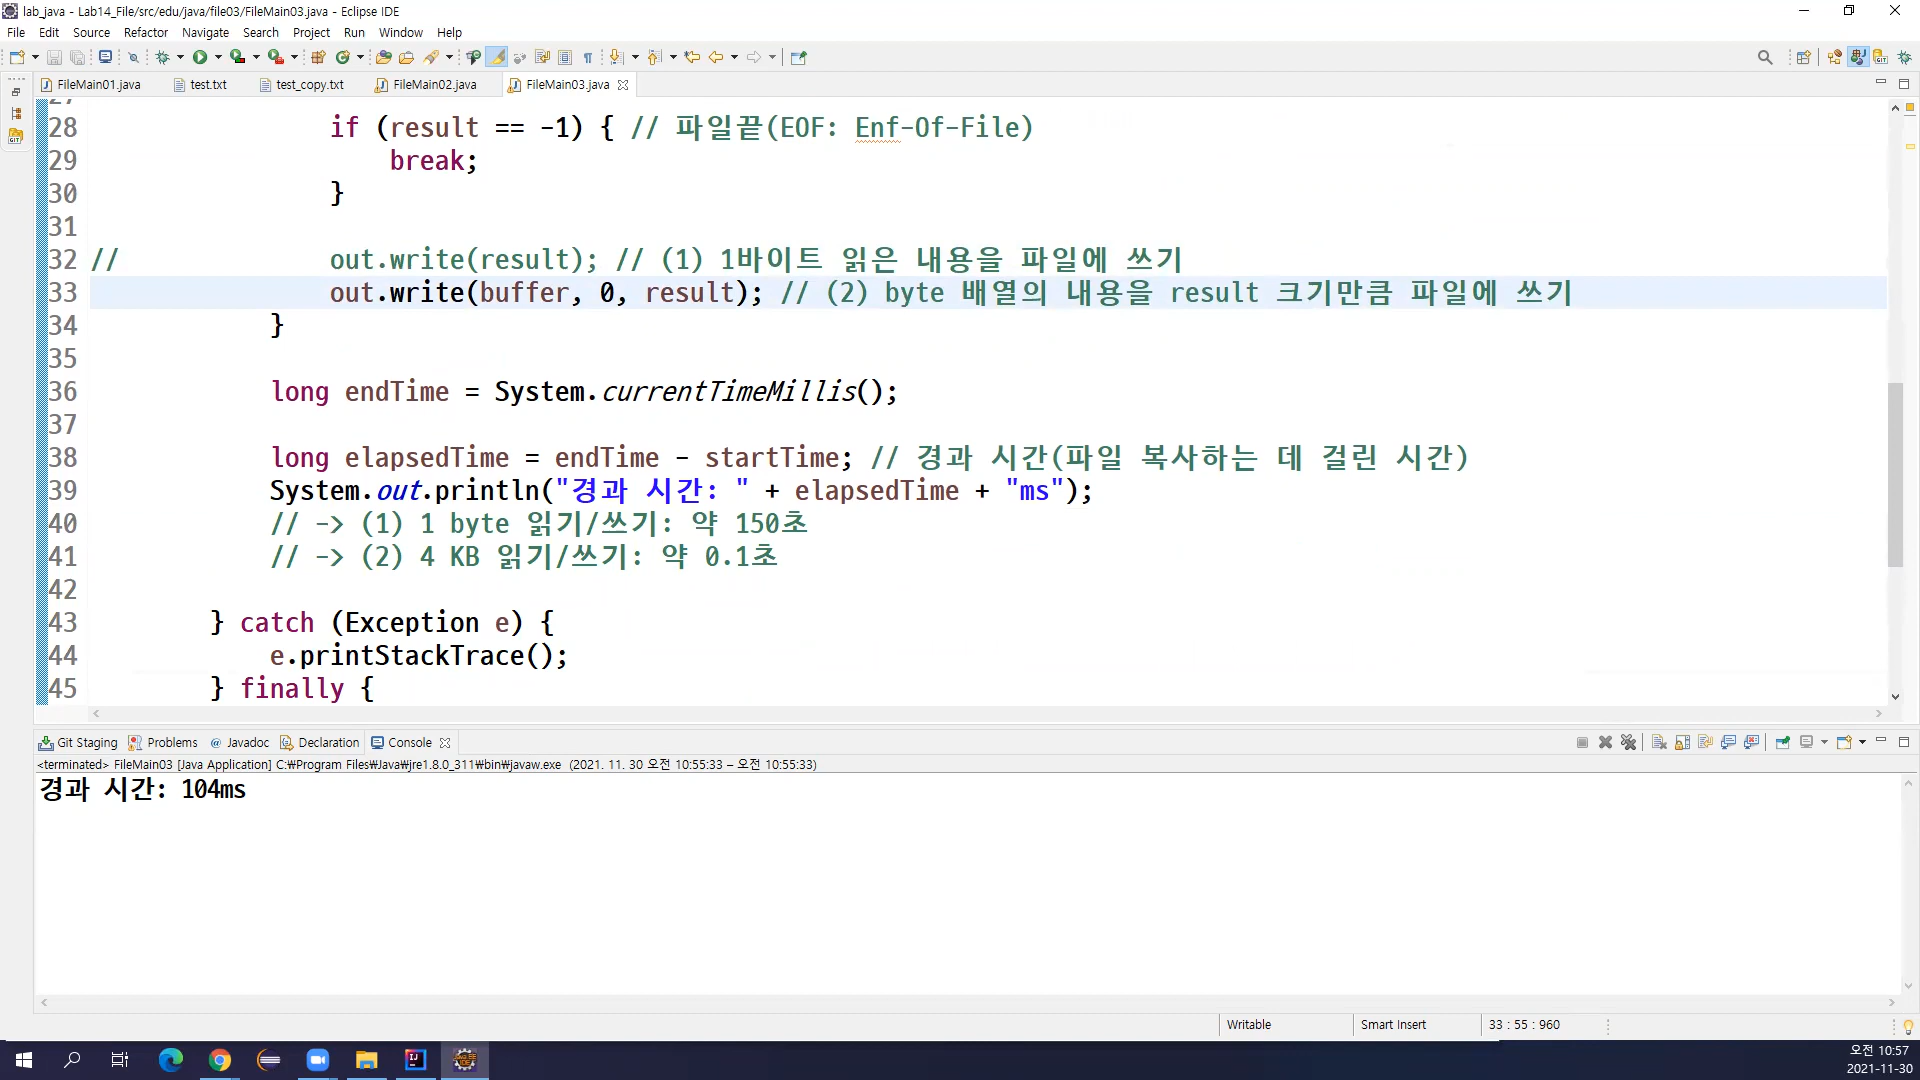 lab_java - Lab14_File/src/edu/java/file03/FileMain03.java - Eclipse IDE
File Edit Source Refactor Navigate Search Project Run Window Help
FileMain01.java test.txt test_copy.txt FileMain02.java FileMain03.java
28 if (result == -1) { // 파일끝(EOF: Enf-Of-File)
29 break;
30 }
31
32 // out.write(result); // (1) 1바이트 읽은 내용을 파일에 쓰기
33 out.write(buffer, 0, result); // (2) byte 배열의 내용을 result 크기만큼 파일에 쓰기
34 }
35
36 long endTime = System.currentTimeMillis();
37
38 long elapsedTime = endTime - startTime; // 경과 시간(파일 복사하는 데 걸린 시간)
39 System.out.println("경과 시간: " + elapsedTime + "ms");
40 // -> (1) 1 byte 읽기/쓰기: 약 150초
41 // -> (2) 4 KB 읽기/쓰기: 약 0.1초
42
43 } catch (Exception e) {
44 e.printStackTrace();
45 } finally {
Git Staging Problems @ Javadoc Declaration Console
<terminated> FileMain03 [Java Application] C:₩Program Files₩Java₩jre1.8.0_311₩bin₩javaw.exe (2021. 11. 30 오전 10:55:33 – 오전 10:55:33)
경과 시간: 104ms
Writable Smart Insert 33 : 55 : 960
오전 10:57
2021-11-30